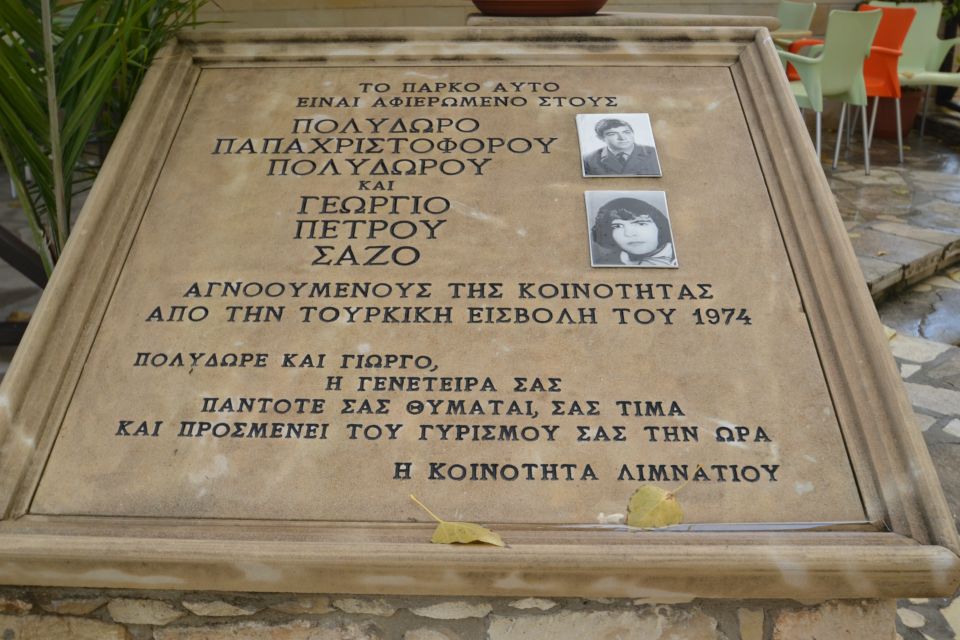 ΤΟ ΠΑΡΚΟ ΑΥΤΟ
ΕΙΝΑΙ ΑΦΙΕΡΩΜΕΝΟ ΣΤΟΥΣ
ΠΟΛΥΔΩΡΟ
ΠΑΠΑΧΡΙΣΤΟΦΟΡΟΥ
ΠΟΛΥΔΩΡΟΥ
ΚΑΙ
ΓΕΩΡΓΙΟ
ΠΕΤΡΟΥ
ΣΑΖΟ
ΑΓΝΟΟΥΜΕΝΟΥΣ ΤΗΣ ΚΟΙΝΟΤΗΤΑΣ
ΑΠΟ ΤΗΝ ΤΟΥΡΚΙΚΗ ΕΙΣΒΟΛΗ ΤΟΥ 1974
ΠΟΛΥΔΩΡΕ ΚΑΙ ΓΙΩΡΓΟ,
Η ΓΕΝΕΤΕΙΡΑ ΣΑΣ
ΠΑΝΤΟΤΕ ΣΑΣ ΘΥΜΑΤΑΙ, ΣΑΣ ΤΙΜΑ
ΚΑΙ ΠΡΟΣΜΕΝΕΙ ΤΟΥ ΓΥΡΙΣΜΟΥ ΣΑΣ ΤΗΝ ΩΡΑ
Η ΚΟΙΝΟΤΗΤΑ ΛΙΜΝΑΤΙΟΥ